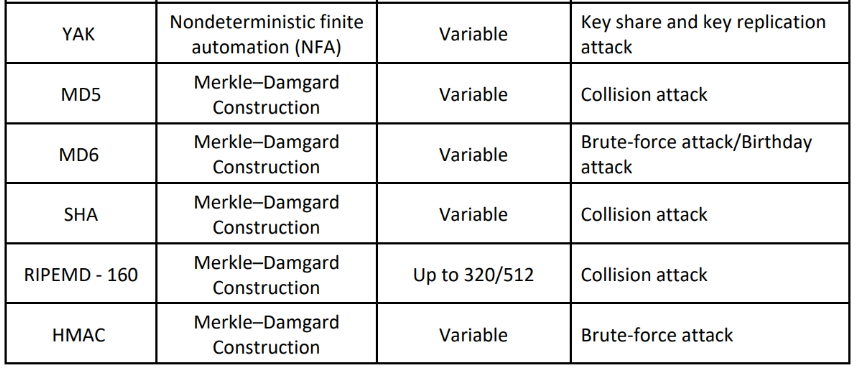 YAK
Nondeterministic finite
automation (NFA)
Variable
Key share and key replication
attack
MD5
Merkle–Damgard
Construction
Variable
Collision attack
MD6
Merkle–Damgard
Construction
Variable
Brute-force attack/Birthday
attack
SHA
Merkle–Damgard
Construction
Variable
Collision attack
RIPEMD - 160
Merkle–Damgard
Construction
Up to 320/512
Collision attack
HMAC
Merkle–Damgard
Construction
Variable
Brute-force attack